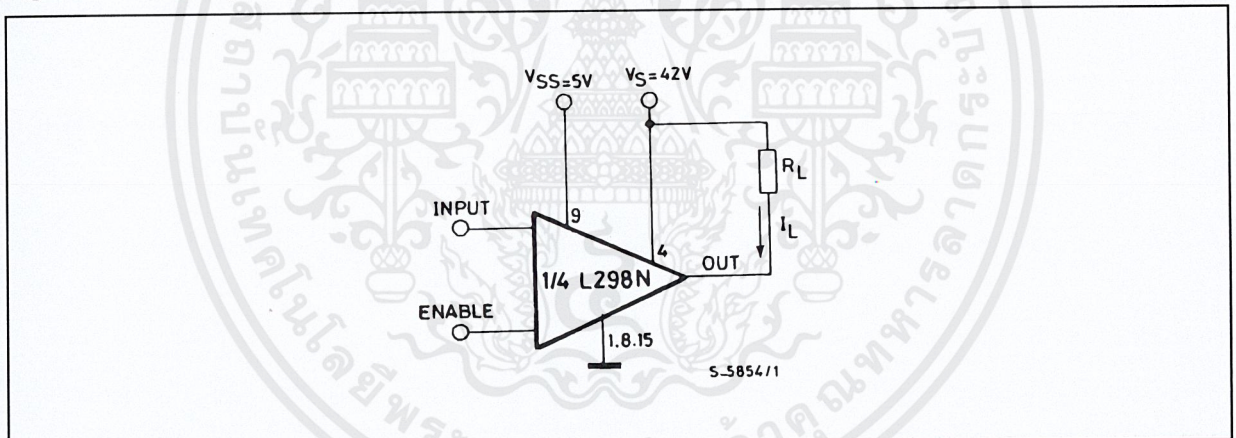 VSS=5V
VS=42V
RL
INPUT
9
IL
4
OUT
1/4 L298N
ENABLE
1.8.15
S_5854/1